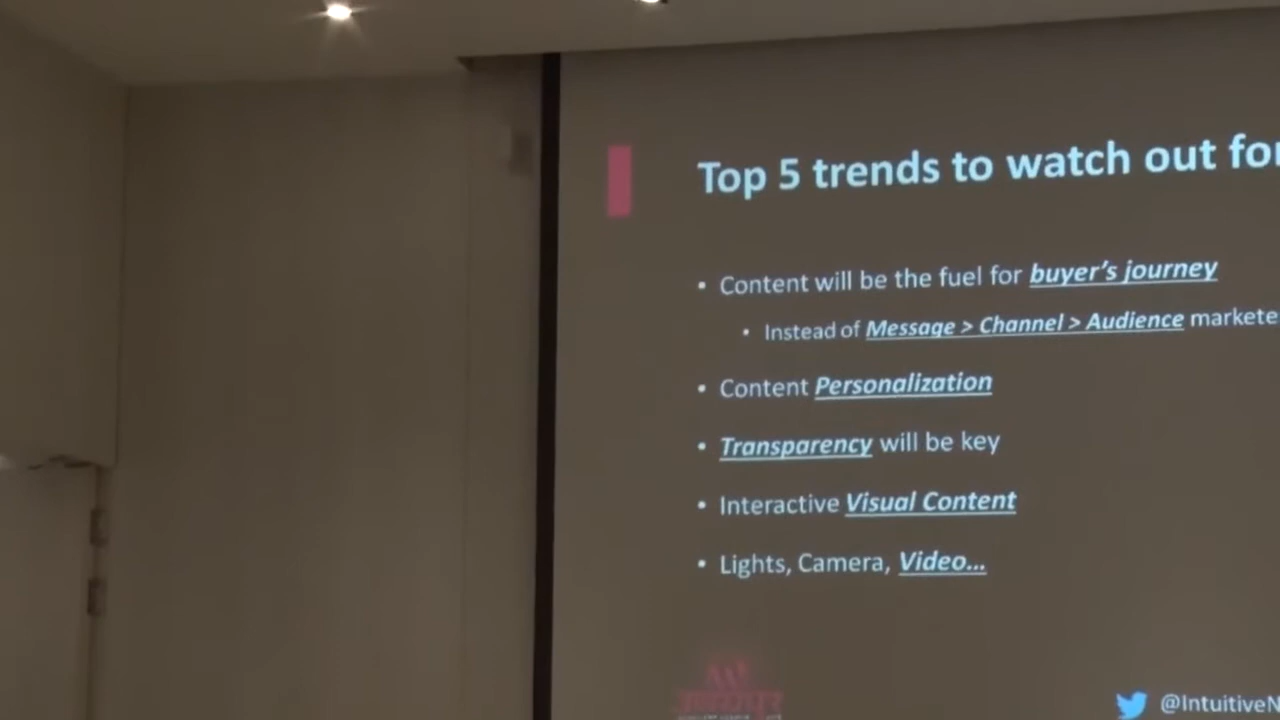 Top 5 trends to watch out for
• Content will be the fuel for buyer's journey
• Instead of Message > Channel > Audience markete
• Content Personalization
• Transparency will be key
• Interactive Visual Content
• Lights, Camera, Video...
@IntuitiveN